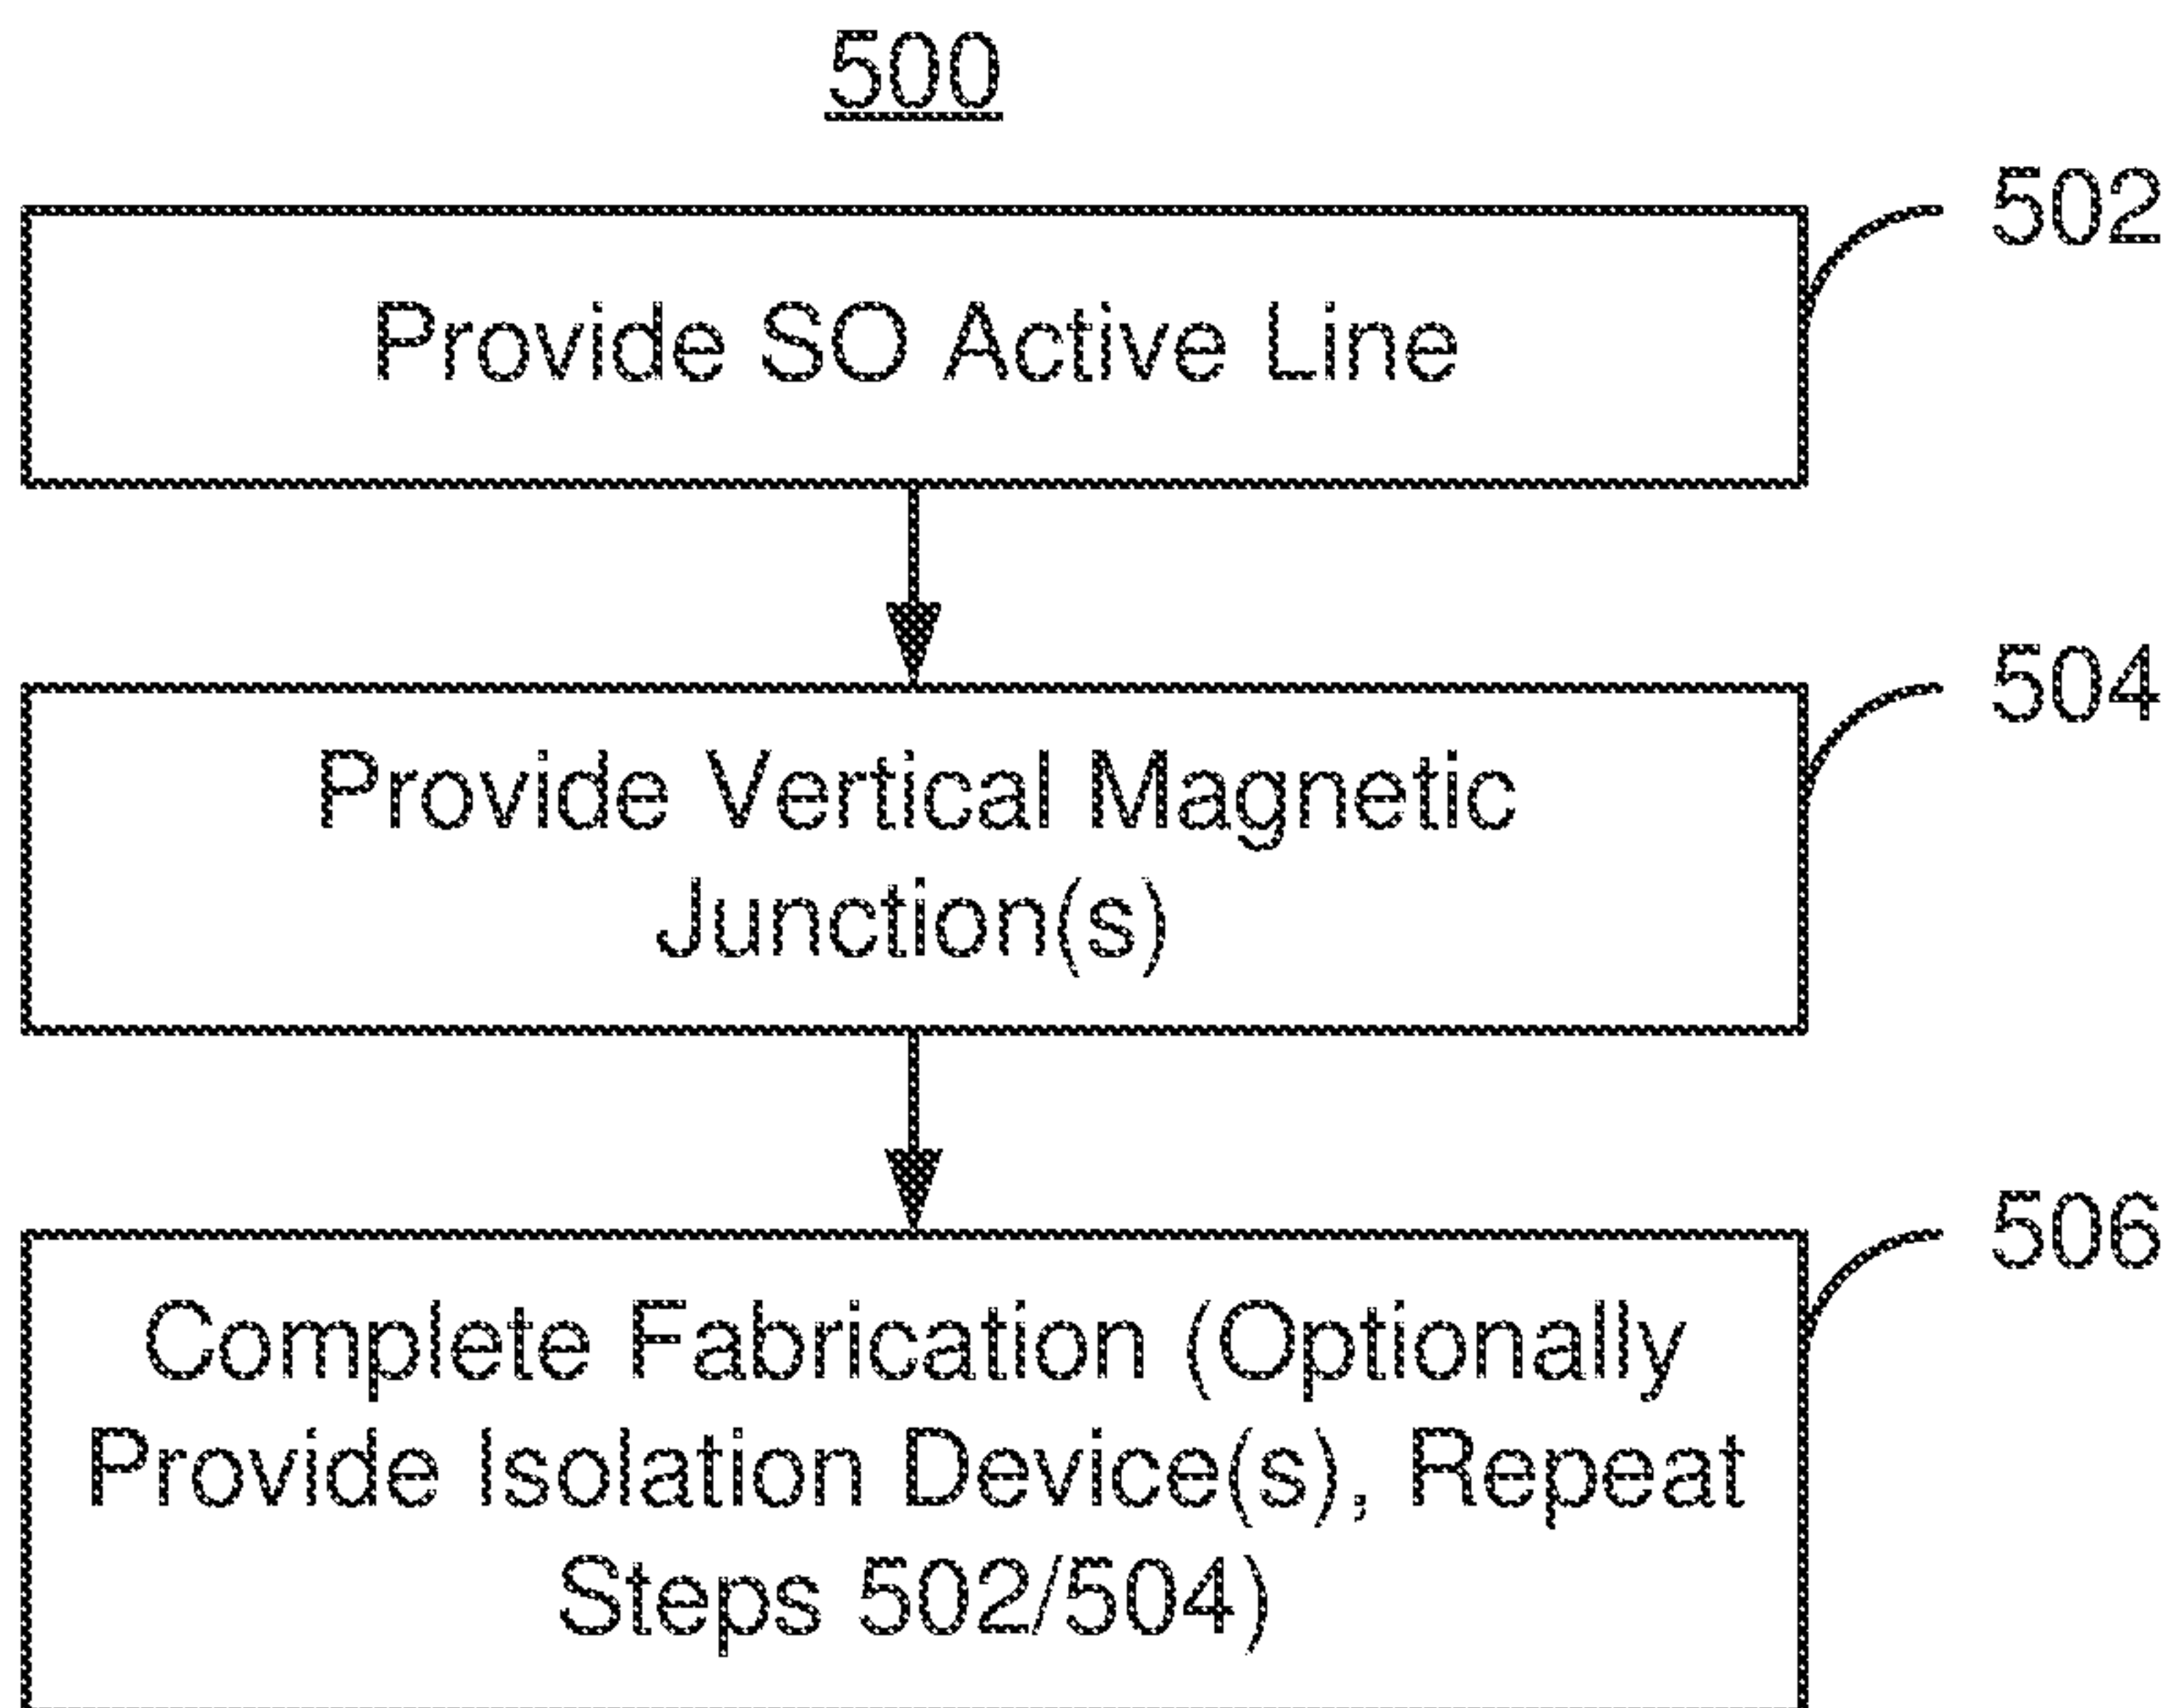 500
502
Provide SO Active Line
504
Provide Vertical Magnetic
Junction(s)
506
Complete Fabrication (Optionally
Provide Isolation Device(s), Repeat
Steps 502/504)